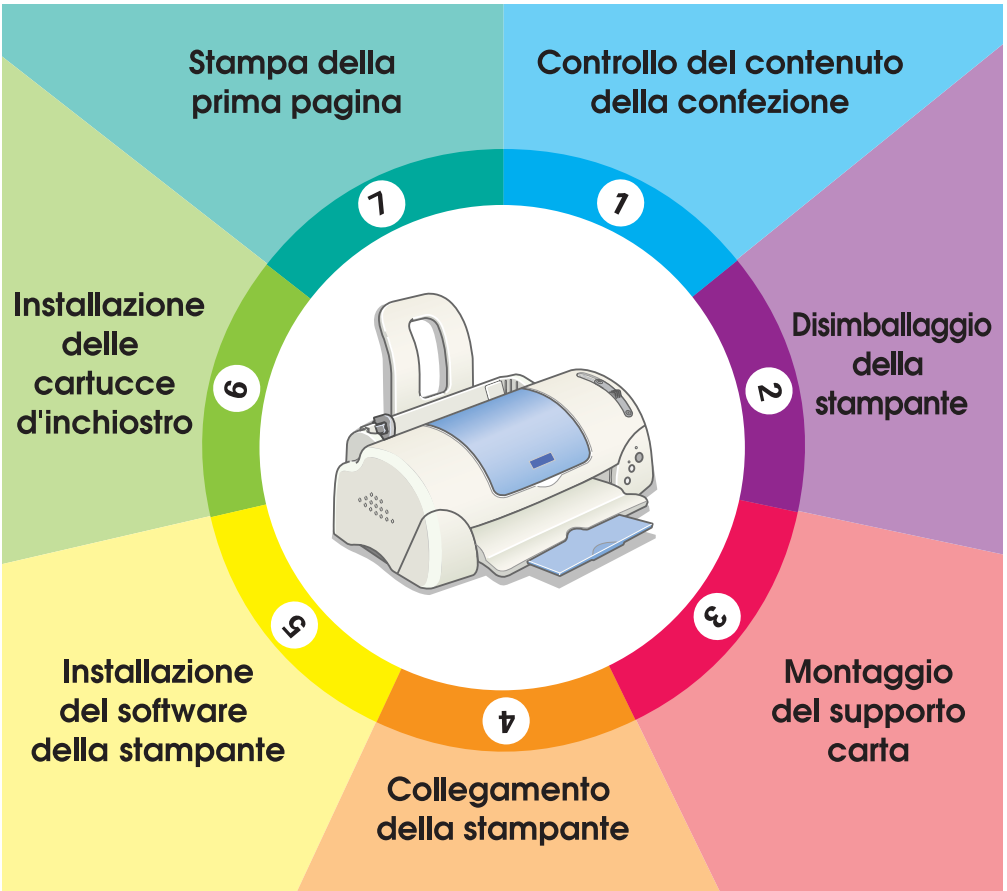 1
Controllo del contenuto
della confezione
2
Disimballaggio
della
stampante
3
Montaggio
del supporto
carta
4
Collegamento
della stampante
5
Installazione
del software
della stampante
6
Installazione
delle
cartucce
d'inchiostro
7
Stampa della
prima pagina